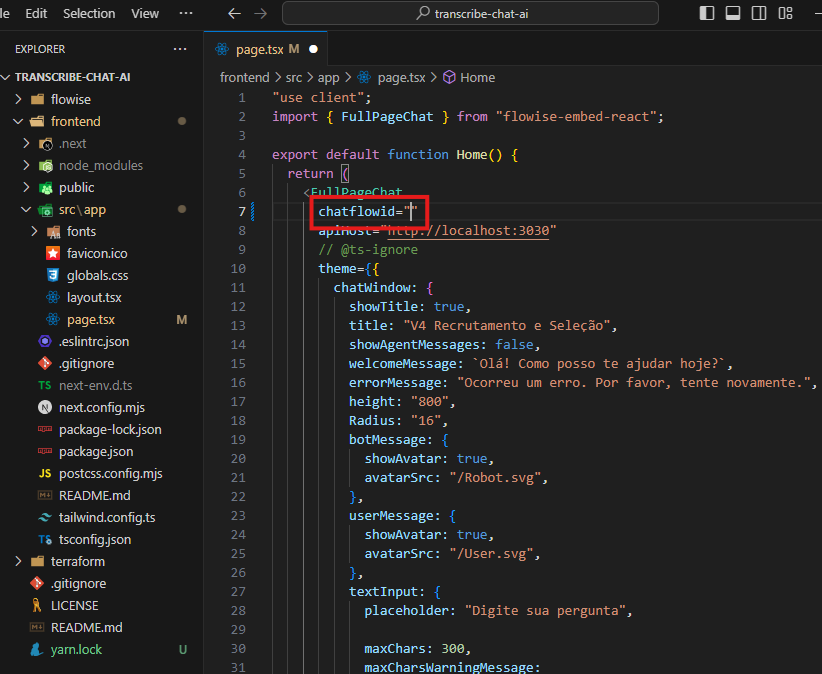 le Edit Selection View ··· ← → transcribe-chat-ai
EXPLORER ···
TRANSCRIBE-CHAT-AI
flowise
frontend
.next
node_modules
public
src\app
fonts
favicon.ico
globals.css
layout.tsx
page.tsx M
.eslintrc.json
.gitignore
TS next-env.d.ts
N next.config.mjs
package-lock.json
package.json
JS postcss.config.mjs
README.md
tailwind.config.ts
TS tsconfig.json
terraform
.gitignore
LICENSE
README.md
yarn.lock U
page.tsx M
frontend > src > app > page.tsx > Home
1 "use client";
2 import { FullPageChat } from "flowise-embed-react";
3
4 export default function Home() {
5 return (
6 <FullPageChat
7 chatflowid=""
8 apiHost="http://localhost:3030"
9 // @ts-ignore
10 theme={{
11 chatWindow: {
12 showTitle: true,
13 title: "V4 Recrutamento e Seleção",
14 showAgentMessages: false,
15 welcomeMessage: `Olá! Como posso te ajudar hoje?`,
16 errorMessage: "Ocorreu um erro. Por favor, tente novamente.",
17 height: "800",
18 Radius: "16",
19 botMessage: {
20 showAvatar: true,
21 avatarSrc: "/Robot.svg",
22 },
23 userMessage: {
24 showAvatar: true,
25 avatarSrc: "/User.svg",
26 },
27 textInput: {
28 placeholder: "Digite sua pergunta",
29
30 maxChars: 300,
31 maxCharsWarningMessage: